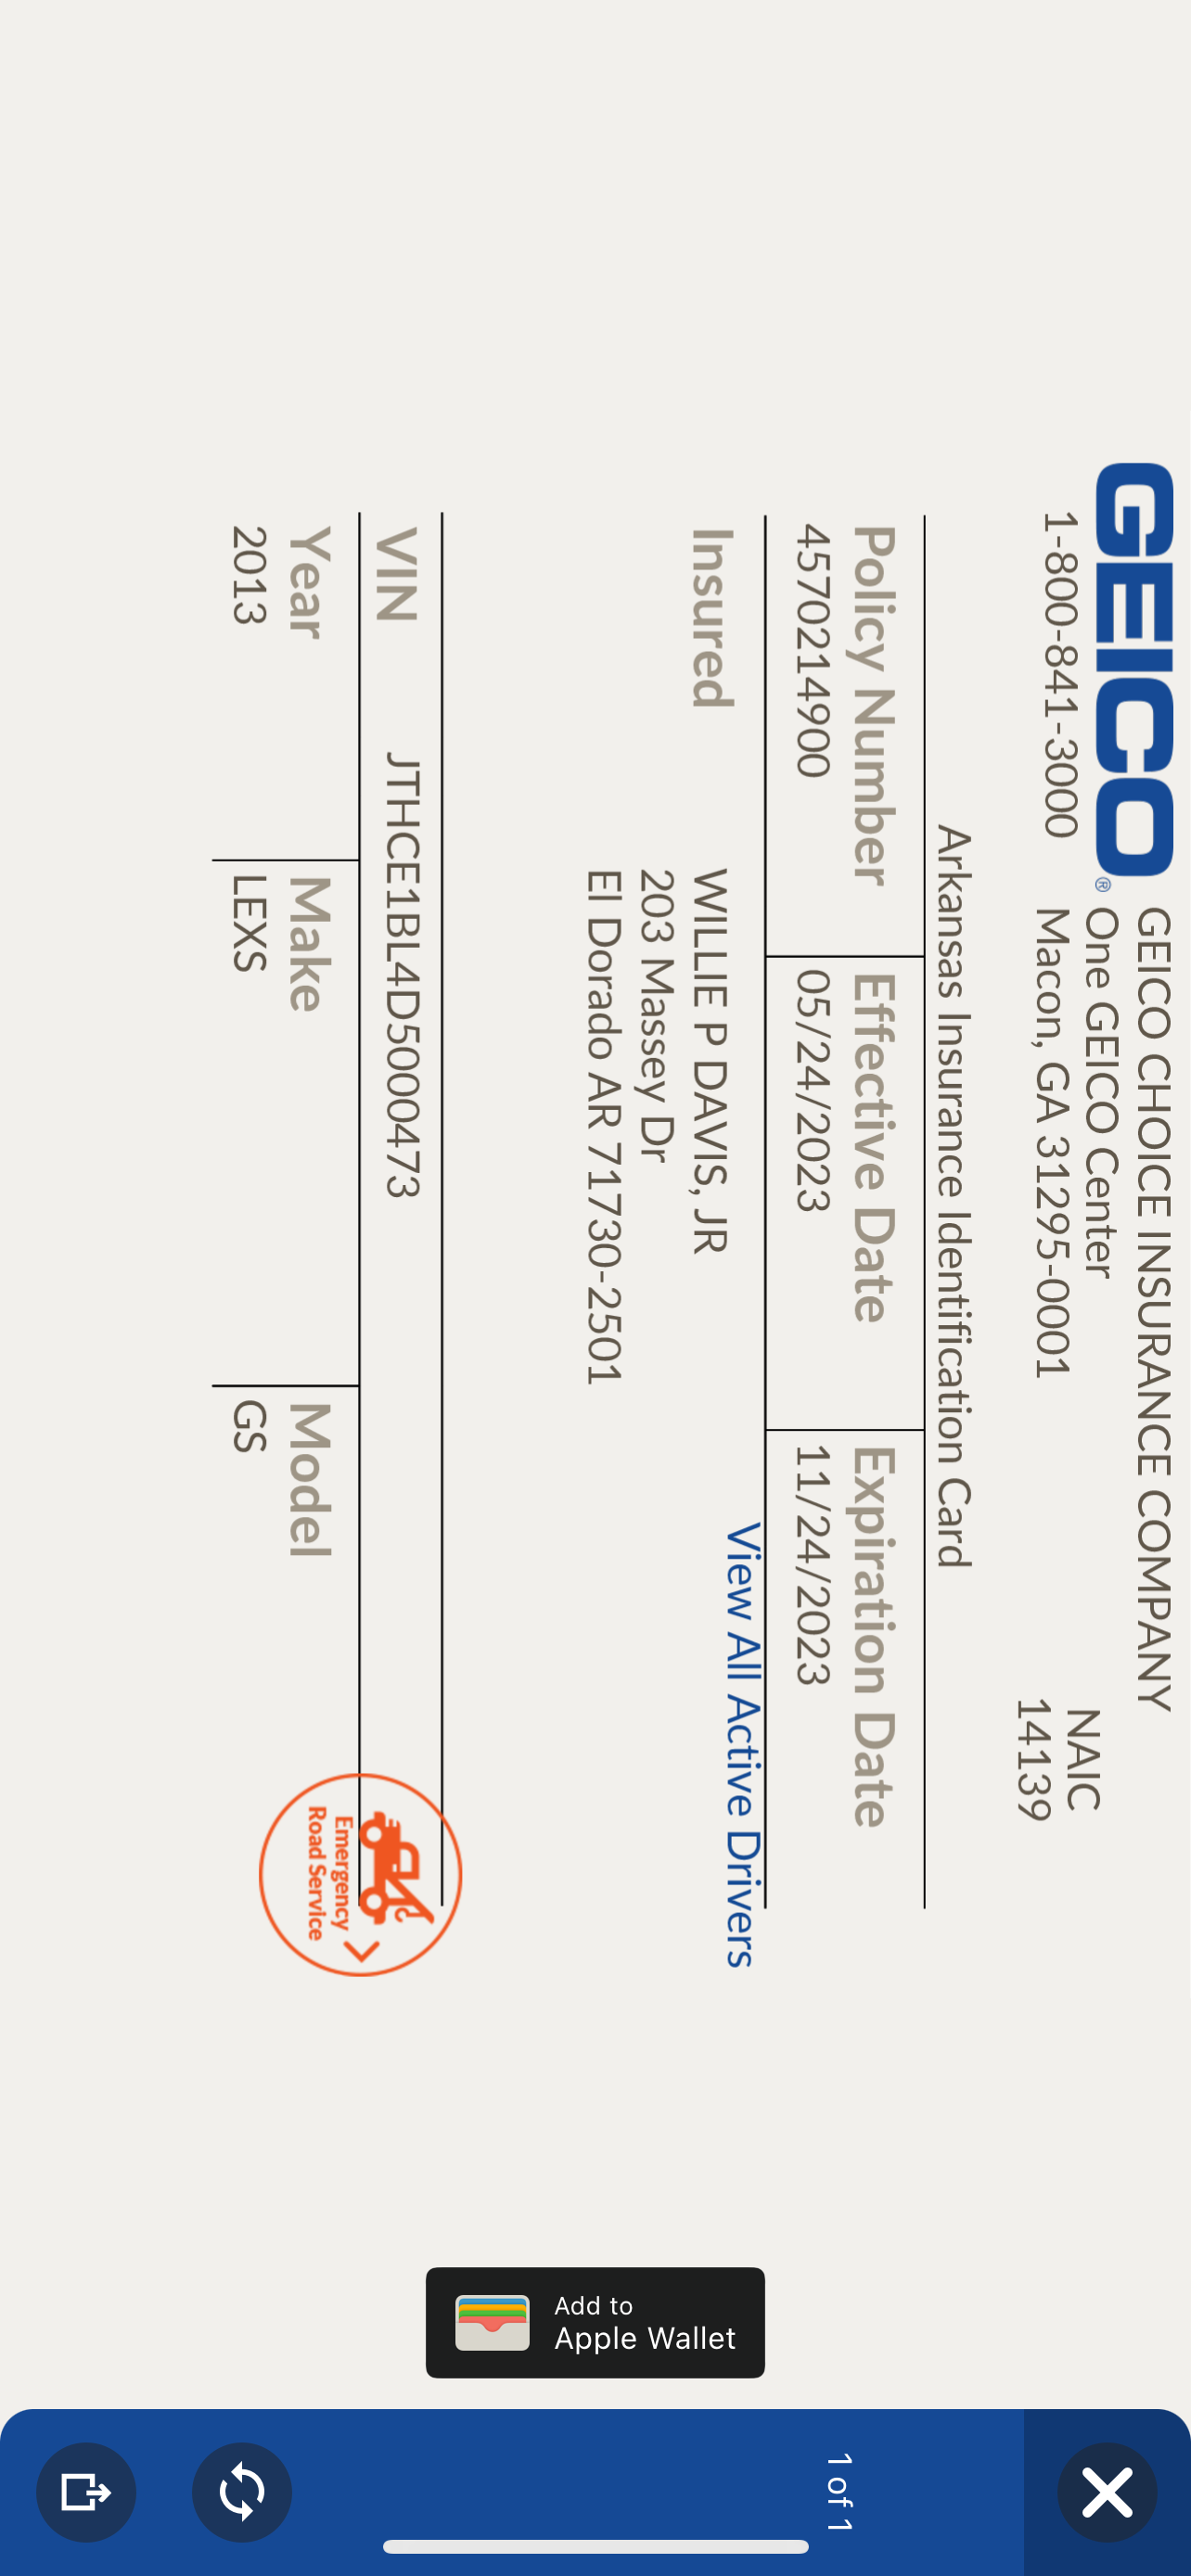 GEICO®
1-800-841-3000
GEICO CHOICE INSURANCE COMPANY
One GEICO Center
Macon, GA 31295-0001
NAIC
14139
Arkansas Insurance Identification Card
Policy Number
4570214900
Effective Date
05/24/2023
Expiration Date
11/24/2023
View All Active Drivers
Insured
WILLIE P DAVIS, JR
203 Massey Dr
El Dorado AR 71730-2501
VIN
JTHCE1BL4D5000473
Year
2013
Make
LEXS
Model
GS
Emergency
Road Service
Add to
Apple Wallet
1 of 1